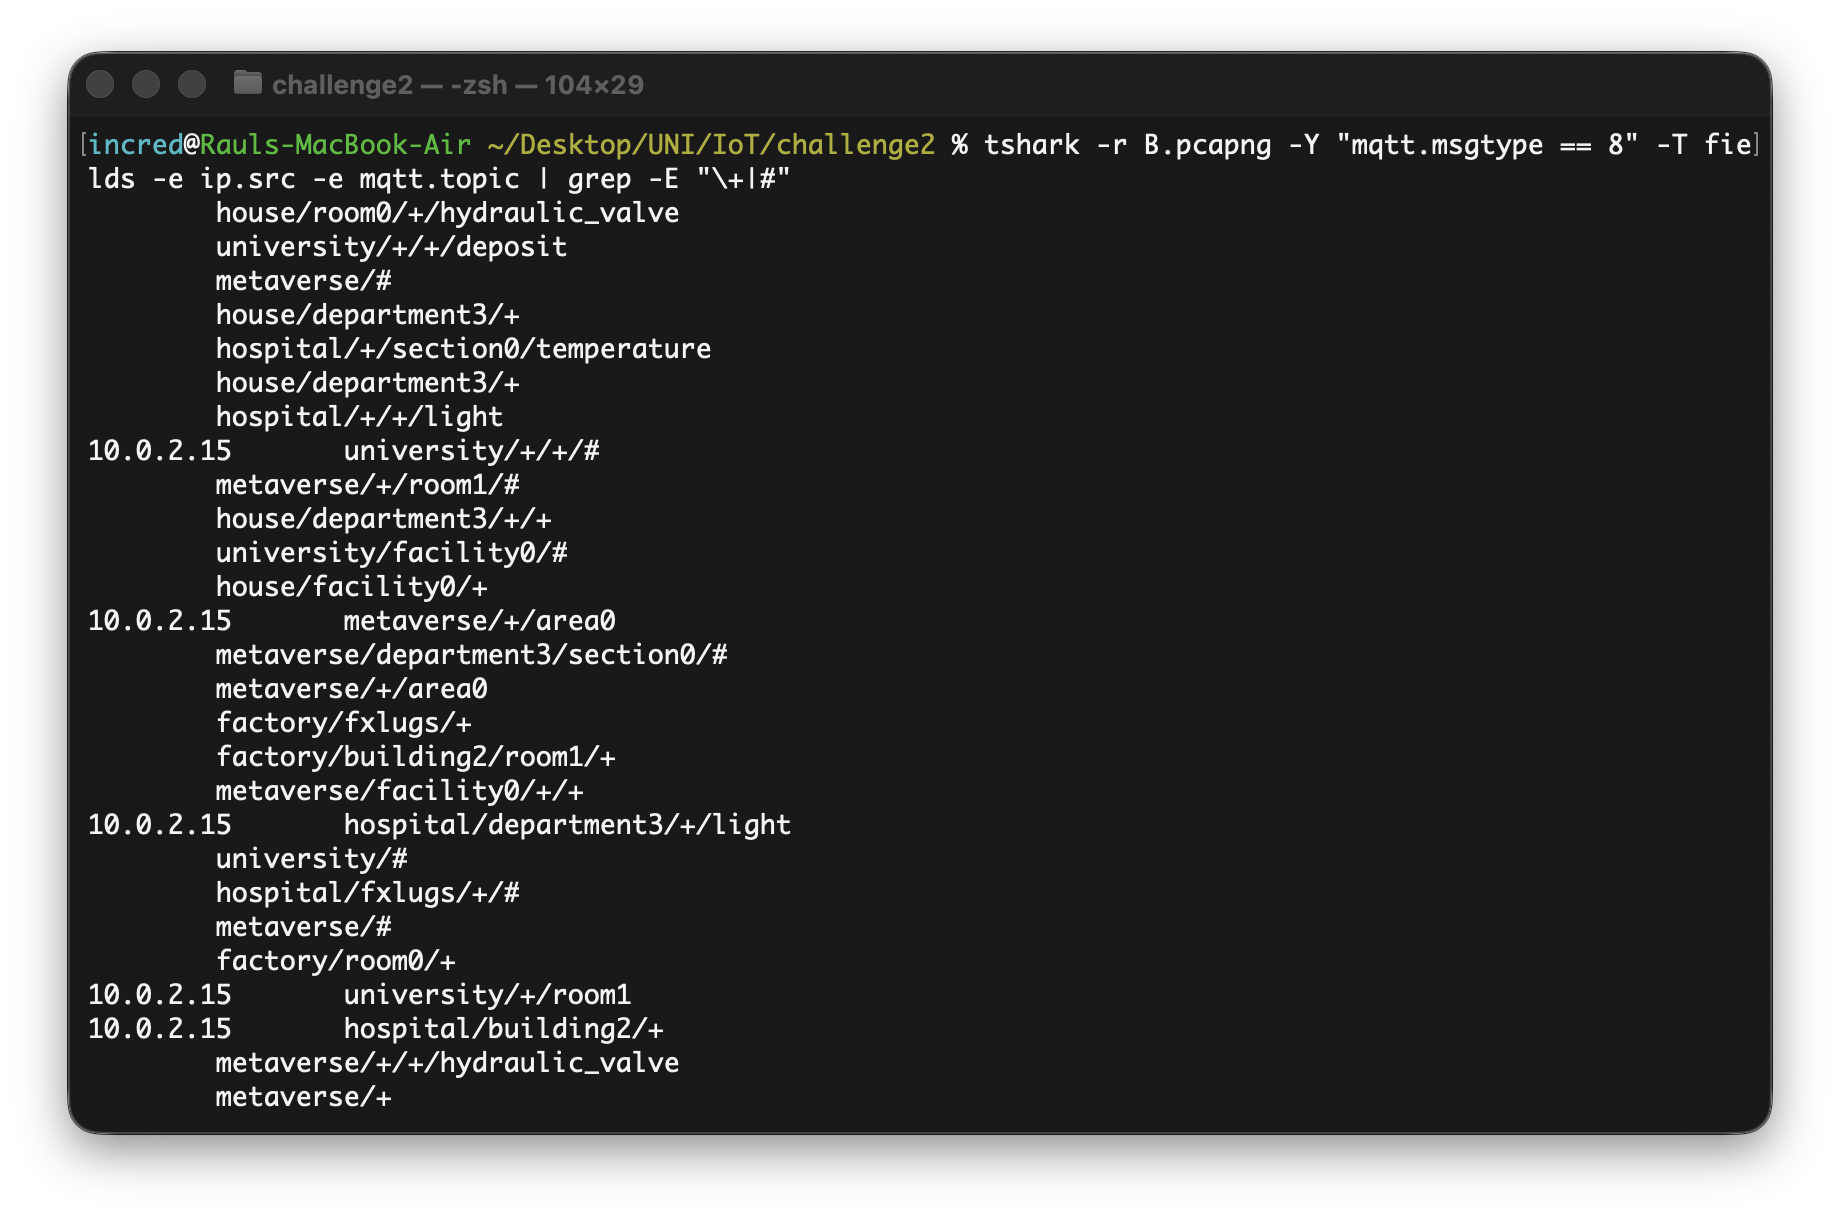 challenge2 — -zsh — 104×29
[incred@Rauls-MacBook-Air ~/Desktop/UNI/IoT/challenge2 % tshark -r B.pcapng -Y "mqtt.msgtype == 8" -T fie]
lds -e ip.src -e mqtt.topic | grep -E "\+|#"
house/room0/+/hydraulic_valve
university/+/+/deposit
metaverse/#
house/department3/+
hospital/+/section0/temperature
house/department3/+
hospital/+/+/light
10.0.2.15 university/+/+/#
metaverse/+/room1/#
house/department3/+/+
university/facility0/#
house/facility0/+
10.0.2.15 metaverse/+/area0
metaverse/department3/section0/#
metaverse/+/area0
factory/fxlugs/+
factory/building2/room1/+
metaverse/facility0/+/+
10.0.2.15 hospital/department3/+/light
university/#
hospital/fxlugs/+/#
metaverse/#
factory/room0/+
10.0.2.15 university/+/room1
10.0.2.15 hospital/building2/+
metaverse/+/+/hydraulic_valve
metaverse/+